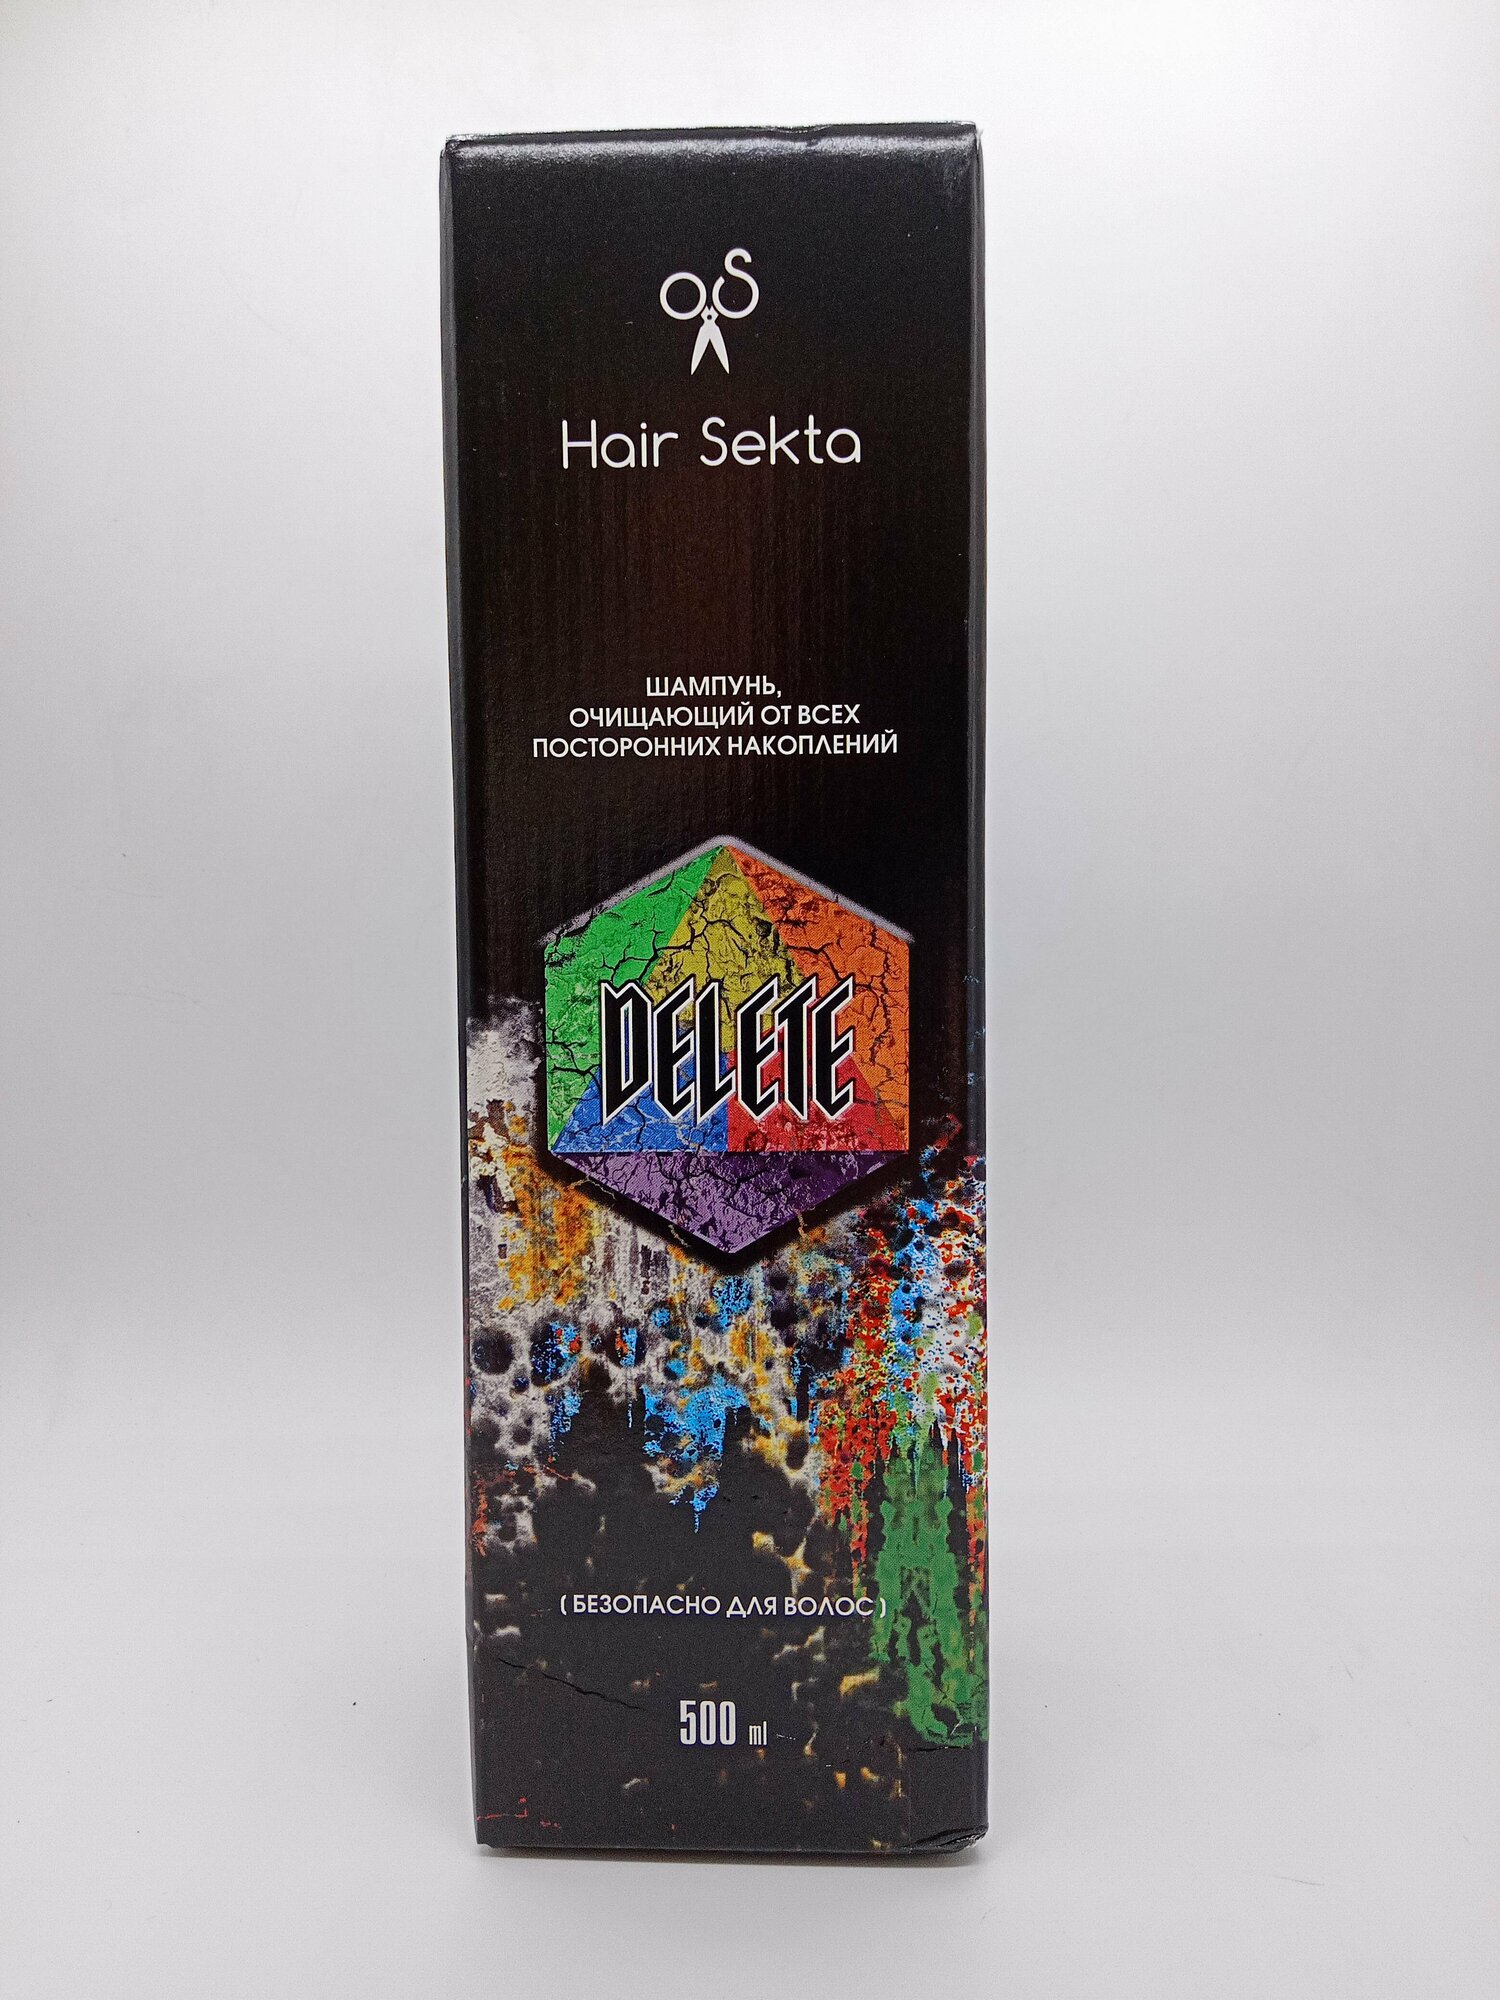 Hair Sekta
ШАМПУНЬ,
ОЧИЩАЮЩИЙ ОТ ВСЕХ
ПОСТОРОННИХ НАКОПЛЕНИЙ
DELETE
( БЕЗОПАСНО ДЛЯ ВОЛОС )
500 ml